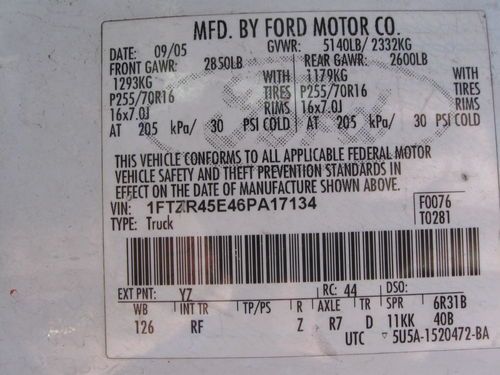 MFD. BY FORD MOTOR CO.
DATE: 09/05 GVWR: 5140LB/ 2332KG
FRONT GAWR: 2850LB REAR GAWR: 2600LB
1293KG WITH 1179KG WITH
P255/70R16 TIRES P255/70R16 TIRES
16x7.0J RIMS 16x7.0J RIMS
AT 205 kPa/ 30 PSI COLD AT 205 kPa/ 30 PSI COLD
Ford
THIS VEHICLE CONFORMS TO ALL APPLICABLE FEDERAL MOTOR
VEHICLE SAFETY AND THEFT PREVENTION STANDARDS IN
EFFECT ON THE DATE OF MANUFACTURE SHOWN ABOVE.
VIN: 1FTZR45E46PA17134 F0076
TYPE: Truck T0281
EXT PNT: YZ RC: 44 DSO:
WB INT TR TP/PS R AXLE TR SPR 6R31B
126 RF Z R7 D 11KK 40B
UTC 5U5A-1520472-BA